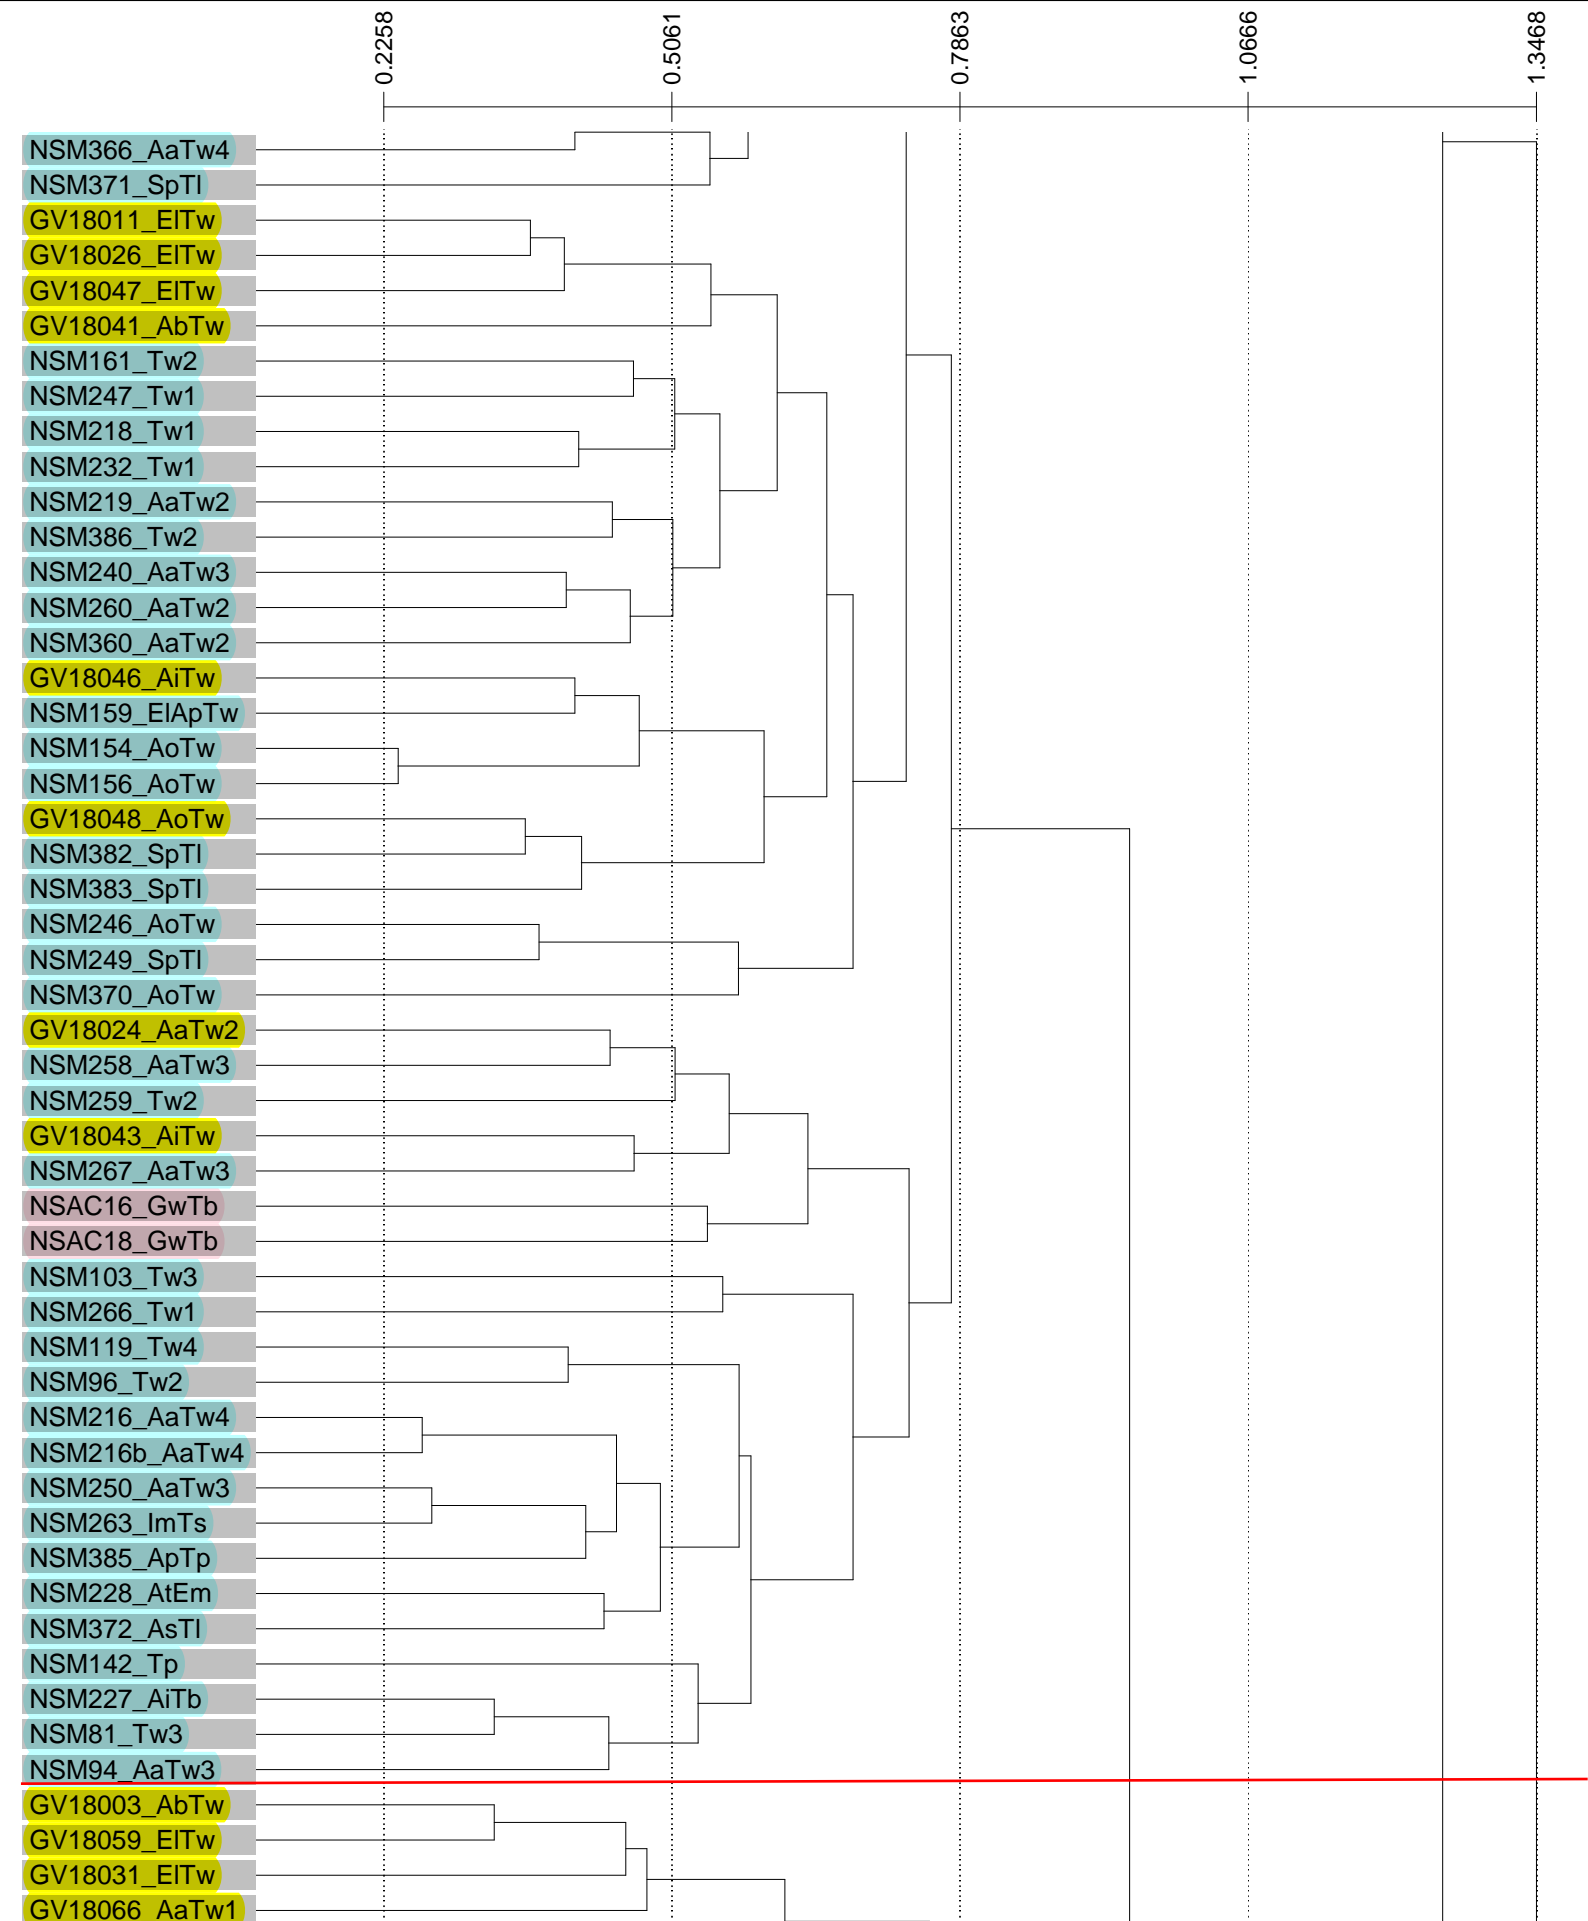 0.2258
0.5061
0.7863
1.0666
1.3468
NSM366_AaTw4
NSM371_SpTl
GV18011_ElTw
GV18026_ElTw
GV18047_ElTw
GV18041_AbTw
NSM161_Tw2
NSM247_Tw1
NSM218_Tw1
NSM232_Tw1
NSM219_AaTw2
NSM386_Tw2
NSM240_AaTw3
NSM260_AaTw2
NSM360_AaTw2
GV18046_AiTw
NSM159_ElApTw
NSM154_AoTw
NSM156_AoTw
GV18048_AoTw
NSM382_SpTl
NSM383_SpTl
NSM246_AoTw
NSM249_SpTl
NSM370_AoTw
GV18024_AaTw2
NSM258_AaTw3
NSM259_Tw2
GV18043_AiTw
NSM267_AaTw3
NSAC16_GwTb
NSAC18_GwTb
NSM103_Tw3
NSM266_Tw1
NSM119_Tw4
NSM96_Tw2
NSM216_AaTw4
NSM216b_AaTw4
NSM250_AaTw3
NSM263_ImTs
NSM385_ApTp
NSM228_AtEm
NSM372_AsTl
NSM142_Tp
NSM227_AiTb
NSM81_Tw3
NSM94_AaTw3
GV18003_AbTw
GV18059_ElTw
GV18031_ElTw
GV18066_AaTw1